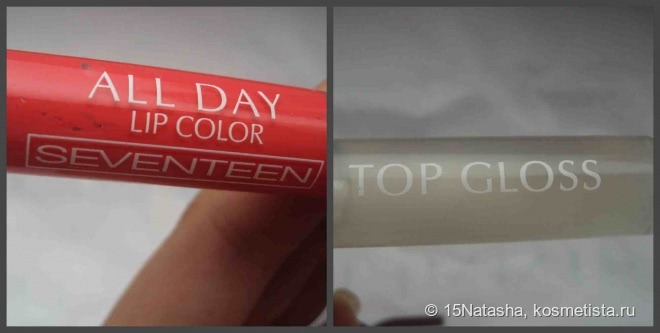 ALL DAY
LIP COLOR
SEVENTEEN
TOP GLOSS
© 15Natasha, kosmetista.ru